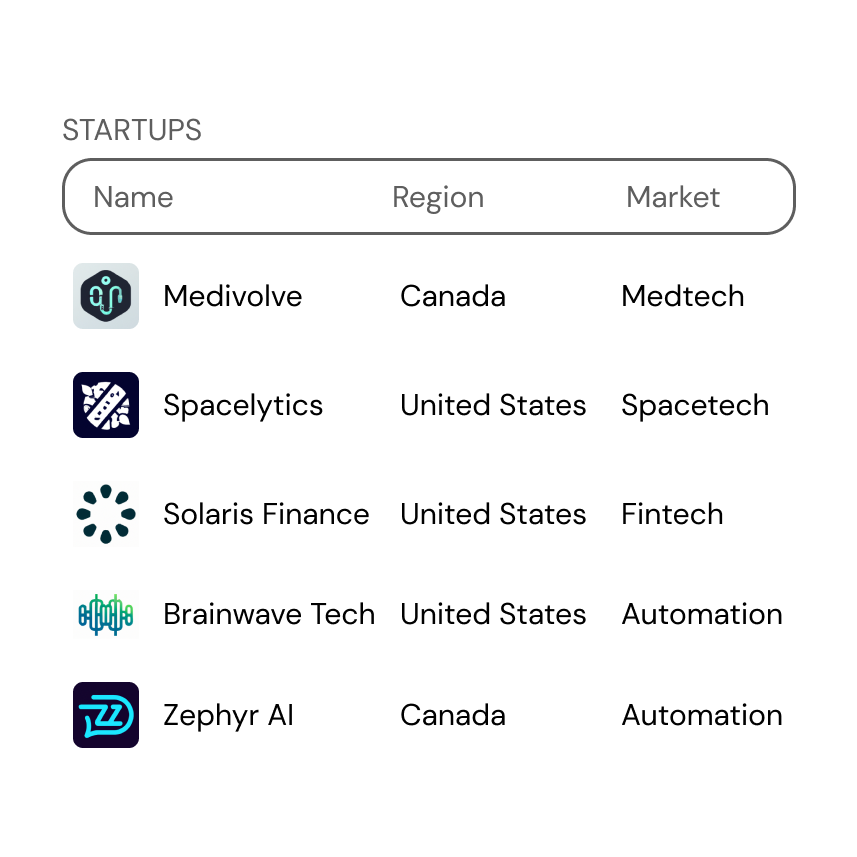 STARTUPS
Name Region Market
Medivolve Canada Medtech
Spacelytics United States Spacetech
Solaris Finance United States Fintech
Brainwave Tech United States Automation
Zephyr AI Canada Automation